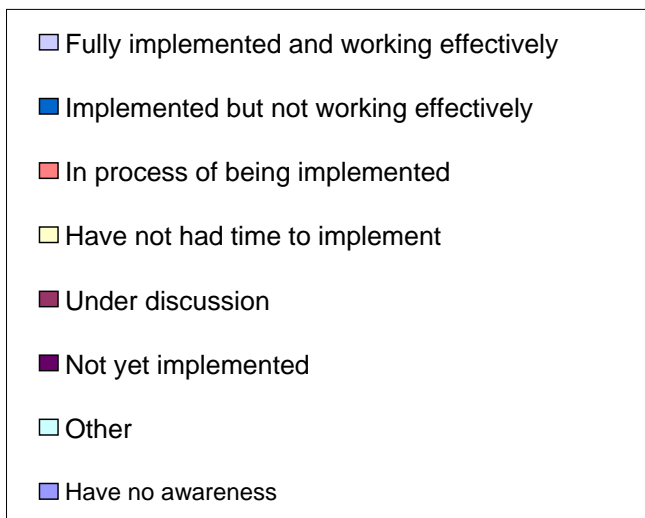 Fully implemented and working effectively
Implemented but not working effectively
In process of being implemented
Have not had time to implement
Under discussion
Not yet implemented
Other
Have no awareness